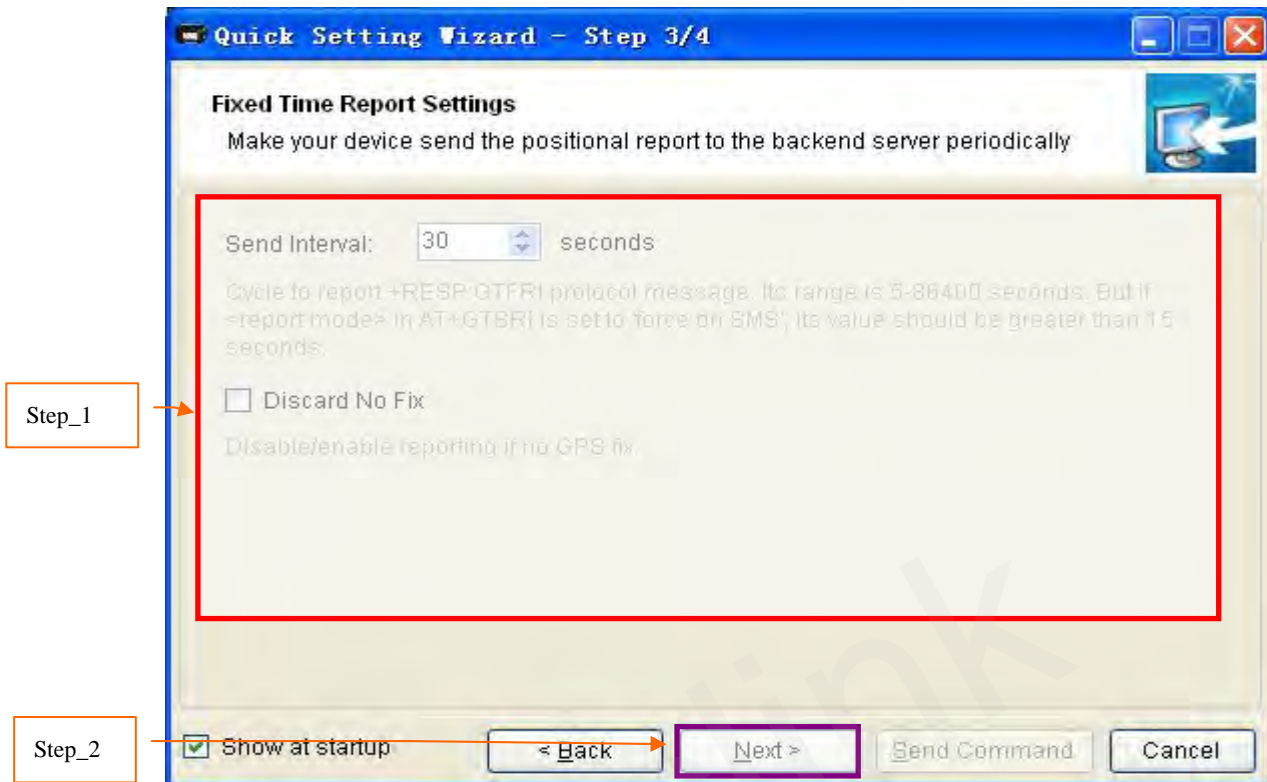 Quick Setting Wizard - Step 3/4
Fixed Time Report Settings
Make your device send the positional report to the backend server periodically
Send Interval: 30 seconds
Cycle to report +RESP GTFRI protocol message. Its range is 5-86400 seconds. But if
<report mode> in AT+GTSRI is set to 'force on SMS', its value should be greater than 15
seconds.
Discard No Fix
Disable/enable reporting if no GPS fix
Step_1
Step_2
Show at startup
< Back
Next >
Send Command
Cancel
link